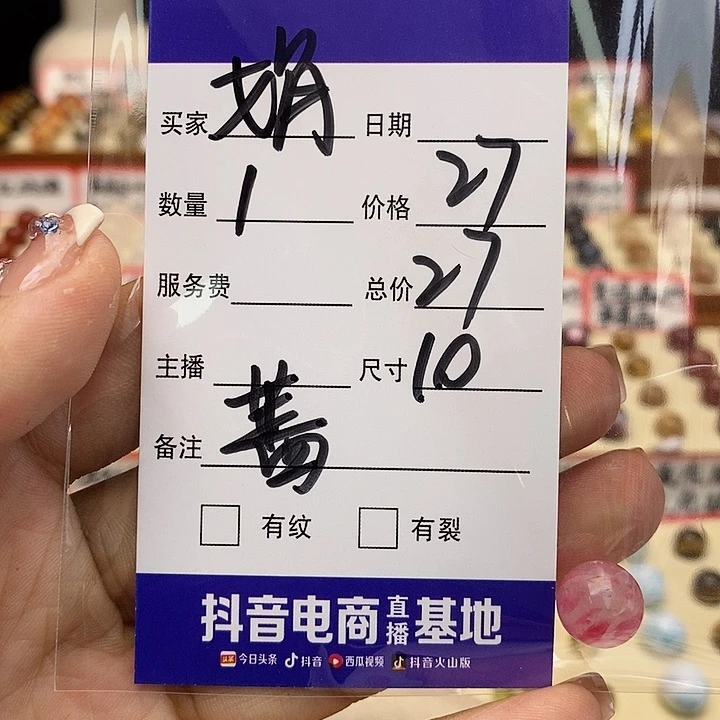 买家 娟 日期
数量 1 价格 27
服务费 总价 27
主播 尺寸 10
备注
有纹 有裂
抖音电商直播基地
头条 今日头条 抖音 西瓜视频 抖音火山版